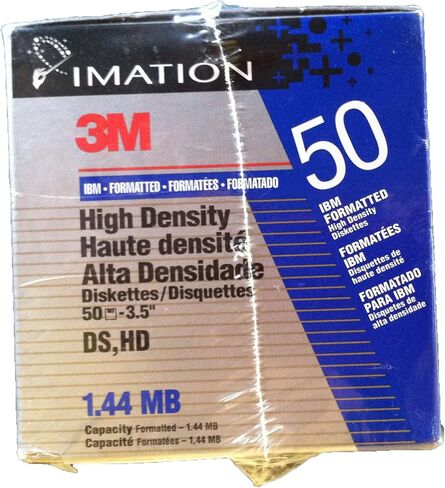 IMATION
3M
IBM • FORMATTED • FORMATÉES • FORMATADO
High Density
Haute densité
Alta Densidade
Diskettes/Disquettes
50 -3.5"
DS,HD
1.44 MB
Capacity Formatted – 1.44 MB
Capacité Formatées – 1,44 MB
50
IBM
FORMATTED
High Density
Diskettes
FORMATÉES
IBM
Disquettes de
haute densité
FORMATADO
PARA IBM
Disquetes de
alta densidade